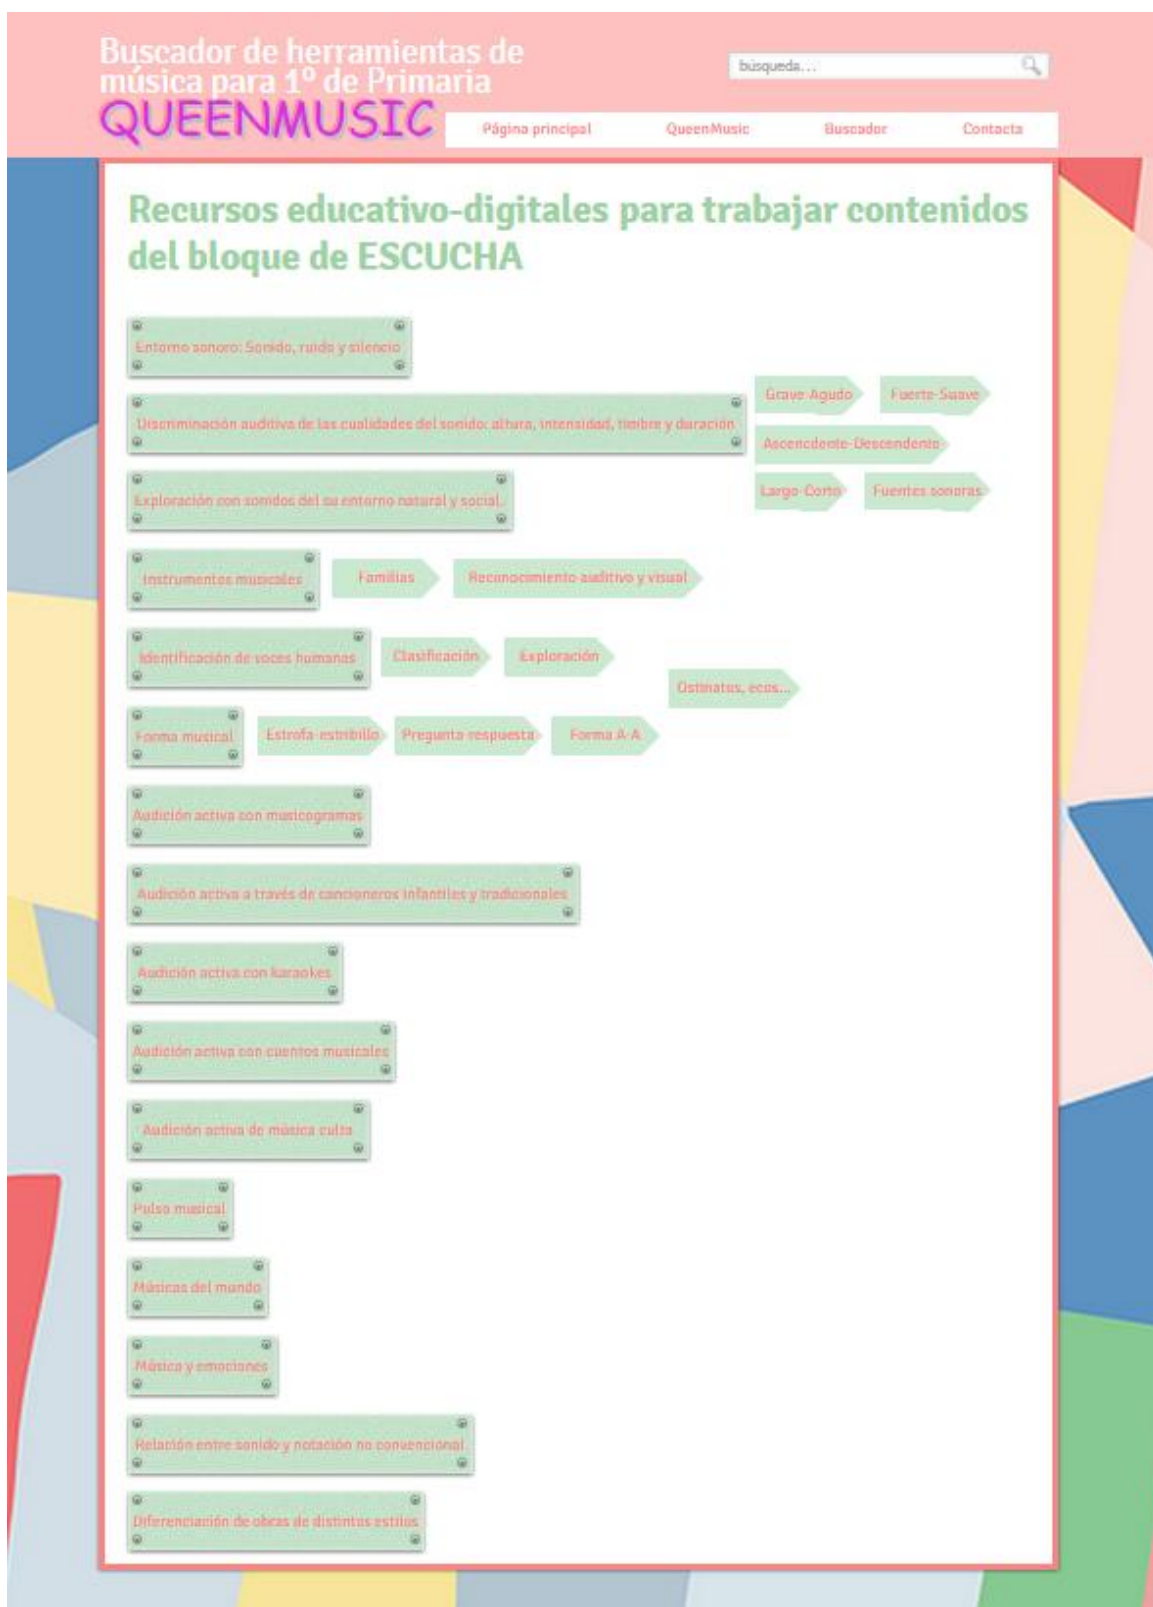 Buscador de herramientas de
música para 1º de Primaria
QUEENMUSIC
búsqueda...
Página principal
QueenMusic
Buscador
Contacta
Recursos educativo-digitales para trabajar contenidos
del bloque de ESCUCHA
Entorno sonoro: Sonido, ruido y silencio
Discriminación auditiva de las cualidades del sonido: altura, intensidad, timbre y duración
Grave-Agudo
Fuerte-Suave
Ascencdente-Descendente
Largo-Corto
Fuentes sonoras
Exploración con sonidos del su entorno natural y social.
Instrumentos musicales
Familias
Reconocimiento auditivo y visual
Identificación de voces humanas
Clasificación
Exploración
Ostinatos, ecos...
Forma musical
Estrofa-estribillo
Pregunta respuesta
Forma A-A
Audición activa con musicogramas
Audición activa a través de cancioneros infantiles y tradicionales
Audición activa con karaokes
Audición activa con cuentos musicales
Audición activa de música culta
Pulso musical
Músicas del mundo
Música y emociones
Relación entre sonido y notación no convencional
Diferenciación de obras de distintos estilos